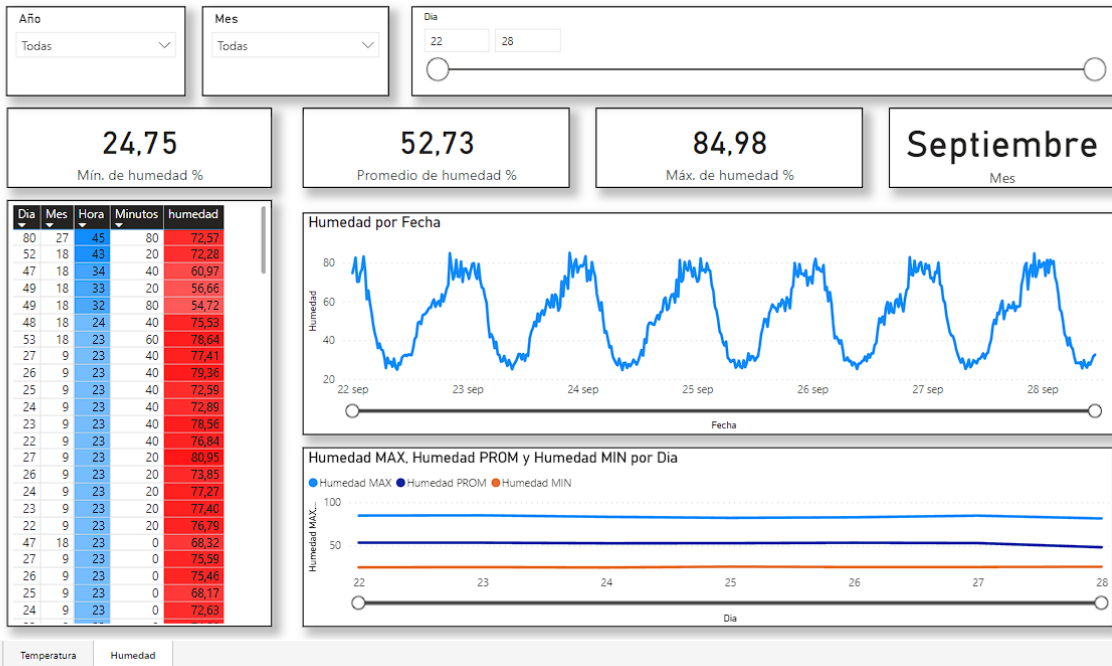 Año
Todas
Mes
Todas
Dia
22 28
24,75
Mín. de humedad %
52,73
Promedio de humedad %
84,98
Máx. de humedad %
Septiembre
Mes
Dia Mes Hora Minutos humedad
80 27 45 80 72,57
52 18 43 20 72,28
47 18 34 40 60,97
49 18 33 20 56,66
49 18 32 80 54,72
48 18 24 40 75,53
53 18 23 60 78,64
27 9 23 40 77,41
26 9 23 40 79,36
25 9 23 40 72,59
24 9 23 40 72,89
23 9 23 40 78,56
22 9 23 40 76,84
27 9 23 20 80,95
26 9 23 20 73,85
24 9 23 20 77,27
23 9 23 20 77,40
22 9 23 20 76,79
47 18 23 0 68,32
27 9 23 0 75,59
26 9 23 0 75,46
25 9 23 0 68,17
24 9 23 0 72,63
Humedad por Fecha
Humedad
80
60
40
20
22 sep 23 sep 24 sep 25 sep 26 sep 27 sep 28 sep
Fecha
Humedad MAX, Humedad PROM y Humedad MIN por Dia
Humedad MAX Humedad PROM Humedad MIN
Humedad MAX...
100
50
22 23 24 25 26 27 28
Dia
Temperatura Humedad